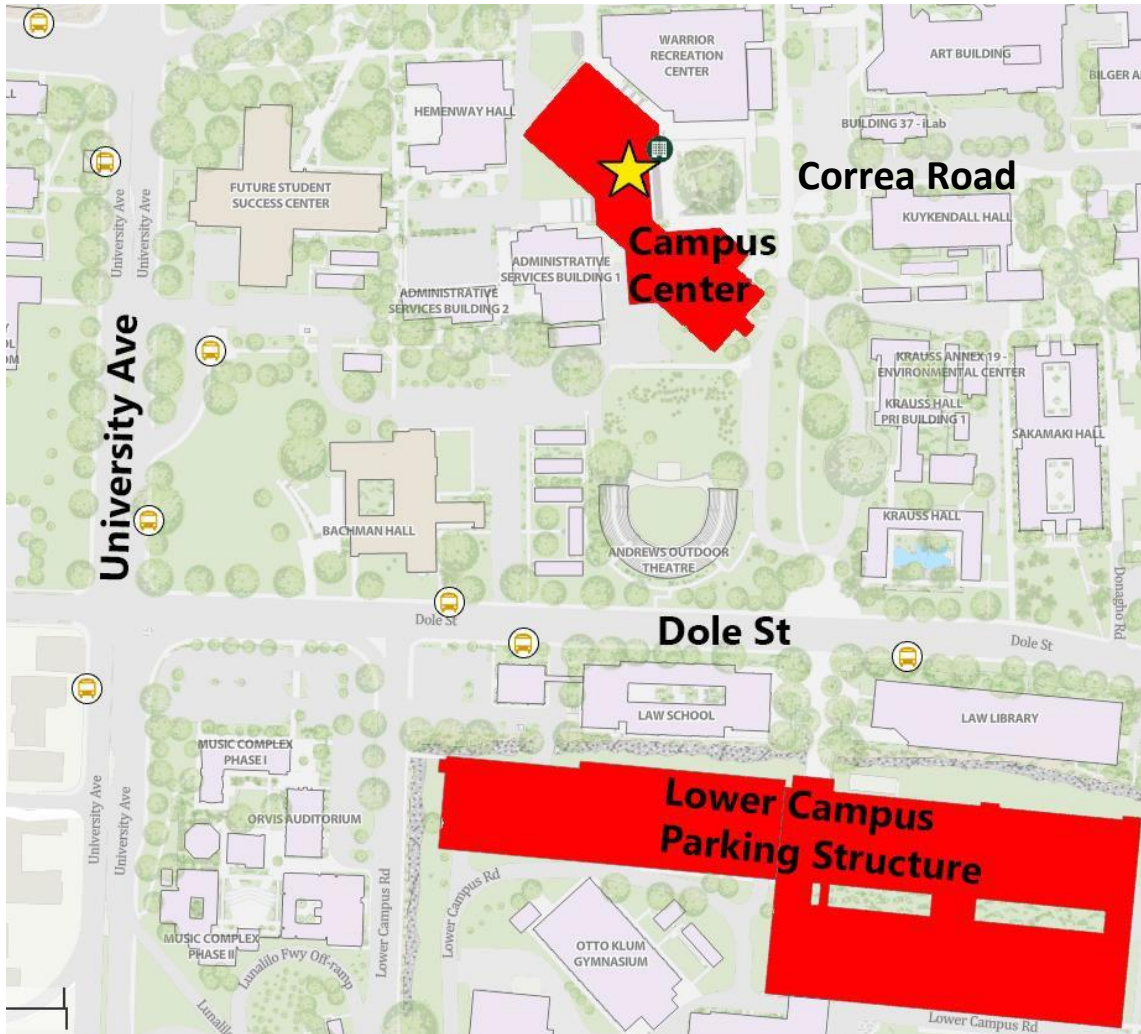 WARRIOR
RECREATION
CENTER
ART BUILDING
HEMENWAY HALL
BUILDING 37 - iLab
Correa Road
FUTURE STUDENT
SUCCESS CENTER
KUYKENDALL HALL
University Ave
University Ave
Campus
Center
ADMINISTRATIVE
SERVICES BUILDING 1
ADMINISTRATIVE
SERVICES BUILDING 2
University Ave
KRAUSS ANNEX 19 -
ENVIRONMENTAL CENTER
KRAUSS HALL
PRI BUILDING 1
SAKAMAKI HALL
BACHMAN HALL
KRAUSS HALL
ANDREWS OUTDOOR
THEATRE
Donagho Rd
Dole St
Dole St
Dole St
LAW SCHOOL
LAW LIBRARY
MUSIC COMPLEX
PHASE I
University Ave
University Ave
ORVIS AUDITORIUM
Lower Campus
Parking Structure
Lower Campus Rd
Lower Campus Rd
MUSIC COMPLEX
PHASE II
Lunalilo Fwy Off-ramp
OTTO KLUM
GYMNASIUM
Lower Campus Rd